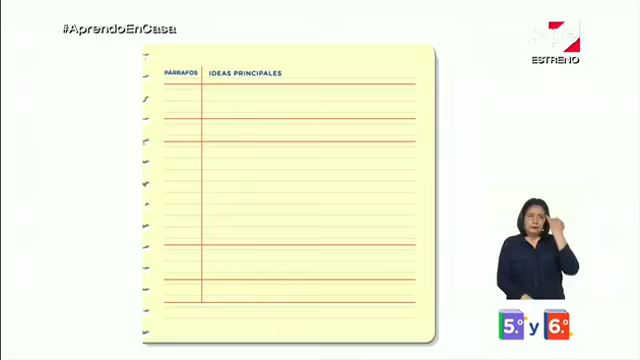 #AprendoEnCasa
ESTRENO
PÁRRAFOS IDEAS PRINCIPALES
5.º y 6.º